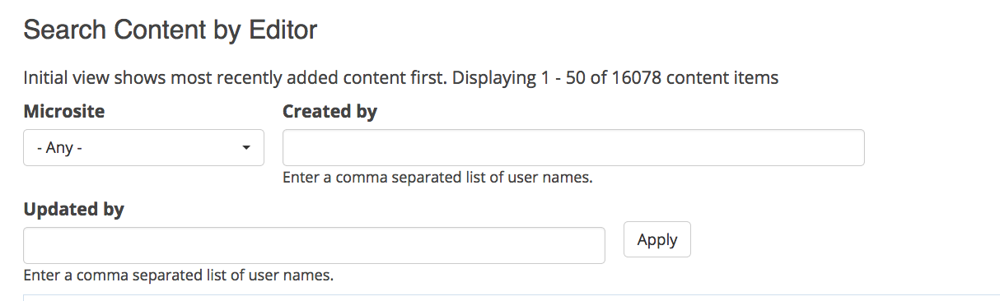 Search Content by Editor
Initial view shows most recently added content first. Displaying 1 - 50 of 16078 content items
Microsite
Created by
- Any -
Enter a comma separated list of user names.
Updated by
Apply
Enter a comma separated list of user names.